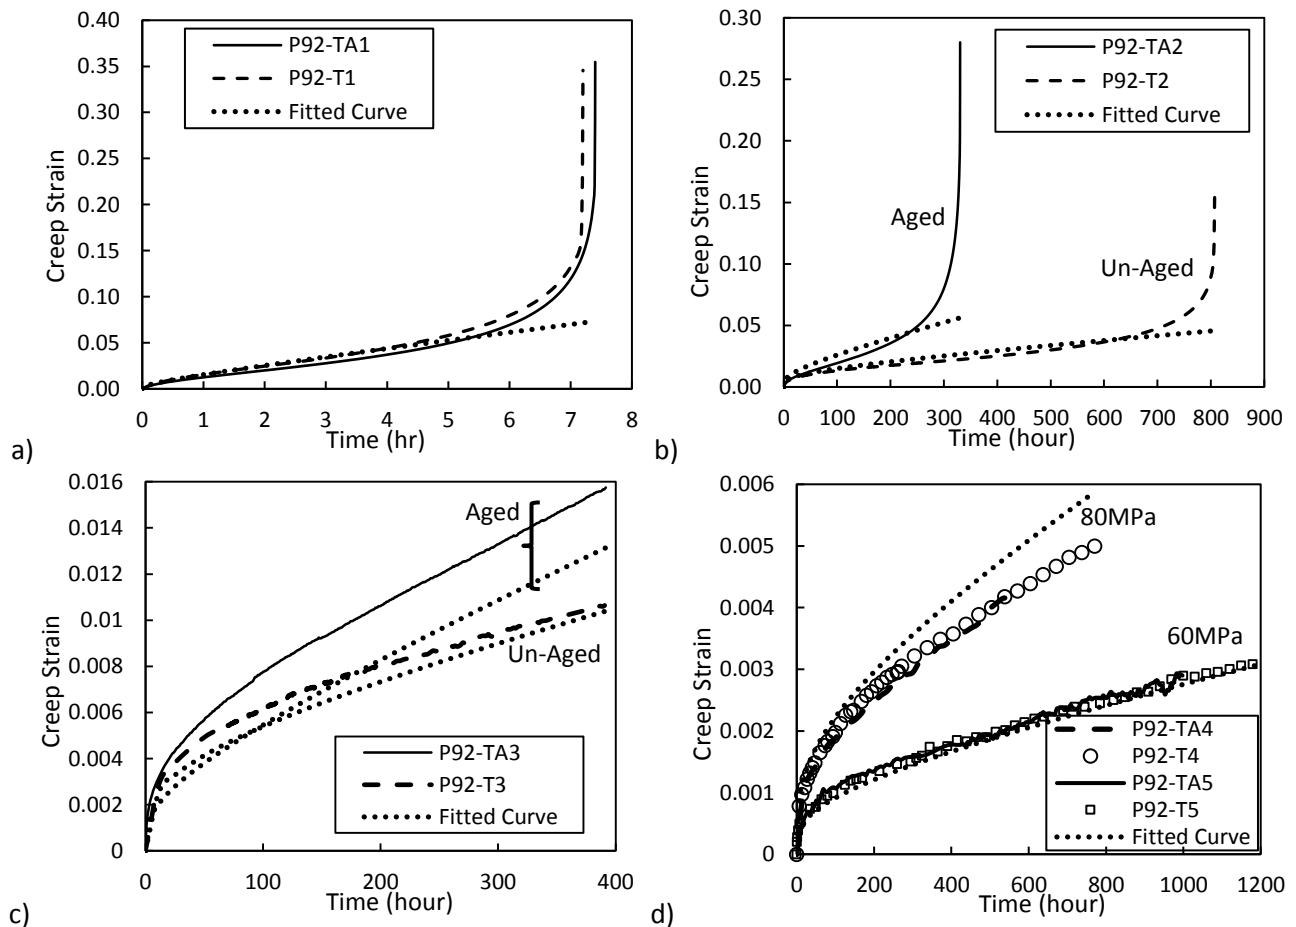 0.40
0.35
0.30
0.25
0.20
0.15
0.10
0.05
0.00
Creep Strain
P92-TA1
P92-T1
Fitted Curve
0 1 2 3 4 5 6 7 8
Time (hr)
a)
0.30
0.25
0.20
0.15
0.10
0.05
0.00
Creep Strain
P92-TA2
P92-T2
Fitted Curve
Aged
Un-Aged
0 100 200 300 400 500 600 700 800 900
Time (hour)
b)
0.016
0.014
0.012
0.01
0.008
0.006
0.004
0.002
0
Creep Strain
Aged
Un-Aged
P92-TA3
P92-T3
Fitted Curve
0 100 200 300 400
Time (hour)
c)
0.006
0.005
0.004
0.003
0.002
0.001
0
Creep Strain
80MPa
60MPa
P92-TA4
P92-T4
P92-TA5
P92-T5
Fitted Curve
0 200 400 600 800 1000 1200
Time (hour)
d)